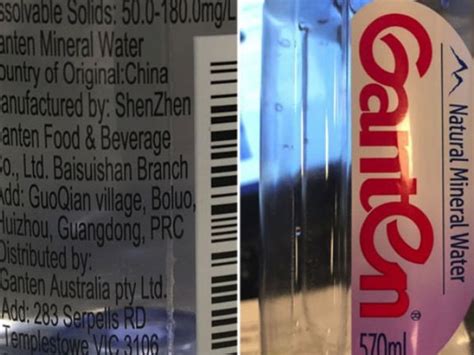 ssolvable Solids: 50.0-180.0mg/L
anten Mineral Water
ountry of Original:China
anufactured by: ShenZhen
anten Food & Beverage
Co., Ltd. Baisuishan Branch
Add: GuoQian village, Boluo,
Huizhou, Guangdong, PRC
Distributed by:
Ganten Australia pty Ltd.
Add: 283 Serpells RD
Templestowe VIC 3106
Ganten®
Natural Mineral Water
570ml